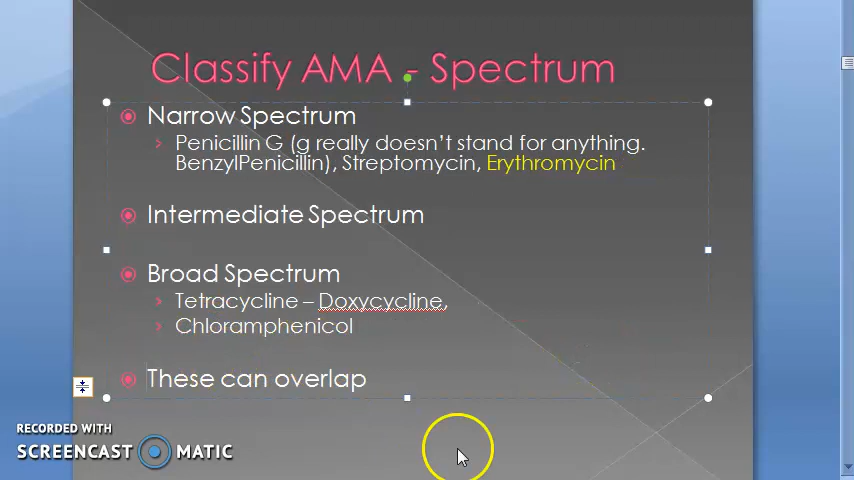 Classify AMA - Spectrum
Narrow Spectrum
Penicillin G (g really doesn't stand for anything.
BenzylPenicillin), Streptomycin, Erythromycin
Intermediate Spectrum
Broad Spectrum
Tetracycline – Doxycycline,
Chloramphenicol
These can overlap
RECORDED WITH
SCREENCAST MATIC